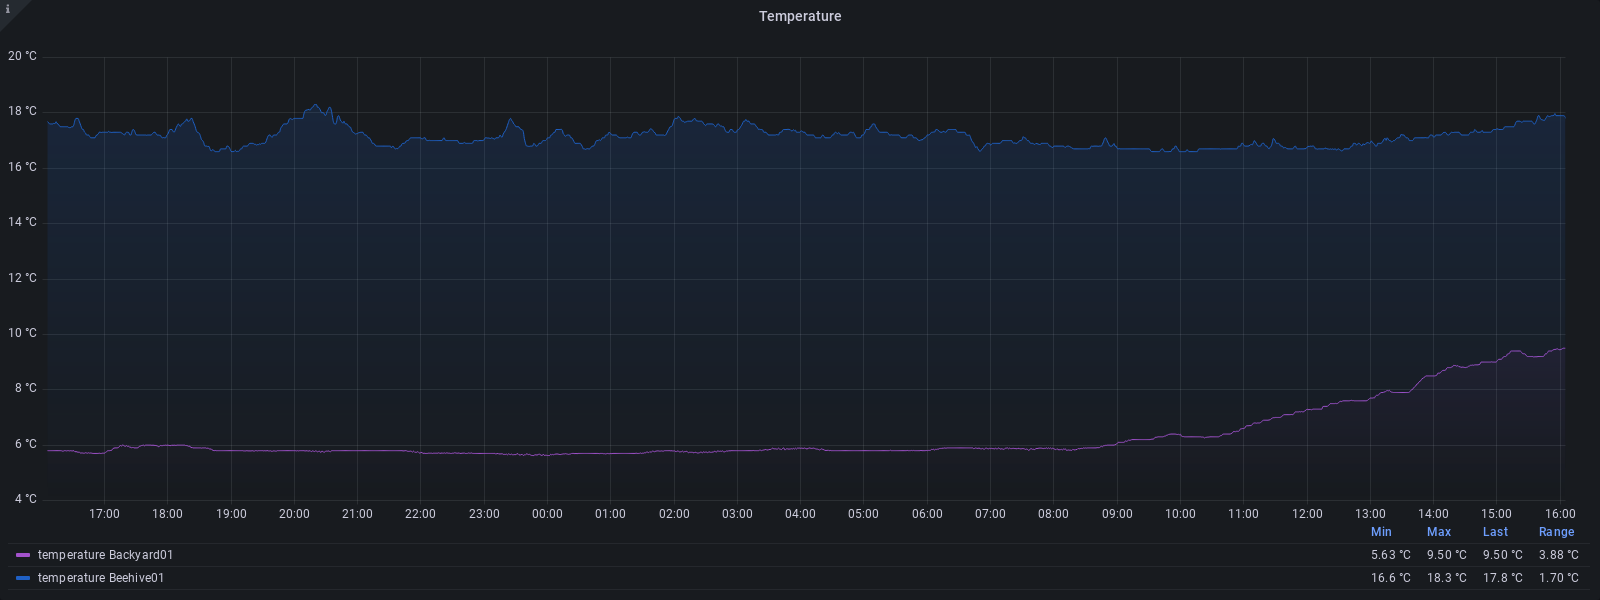 i
Temperature
20 °C
18 °C
16 °C
14 °C
12 °C
10 °C
8 °C
6 °C
4 °C
17:00 18:00 19:00 20:00 21:00 22:00 23:00 00:00 01:00 02:00 03:00 04:00 05:00 06:00 07:00 08:00 09:00 10:00 11:00 12:00 13:00 14:00 15:00 16:00
Min Max Last Range
temperature Backyard01 5.63 °C 9.50 °C 9.50 °C 3.88 °C
temperature Beehive01 16.6 °C 18.3 °C 17.8 °C 1.70 °C